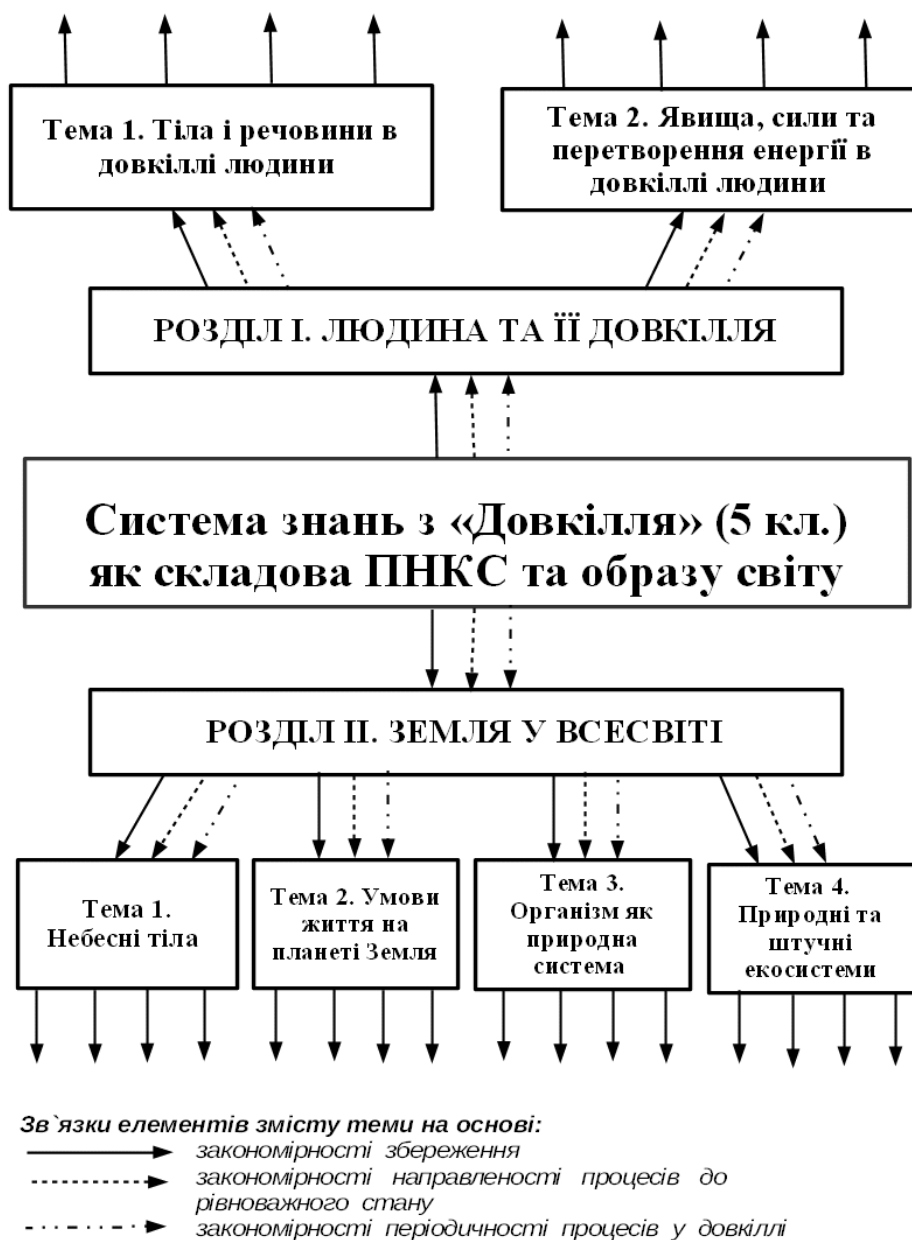 Тема 1. Тіла і речовини в
довкіллі людини
Тема 2. Явища, сили та
перетворення енергії в
довкіллі людини
РОЗДІЛ І. ЛЮДИНА ТА ЇЇ ДОВКІЛЛЯ
Система знань з «Довкілля» (5 кл.)
як складова ПНКС та образу світу
РОЗДІЛ ІІ. ЗЕМЛЯ У ВСЕСВІТІ
Тема 1.
Небесні тіла
Тема 2. Умови
життя на
планеті Земля
Тема 3.
Організм як
природна
система
Тема 4.
Природні та
штучні
екосистеми
Зв`язки елементів змісту теми на основі:
закономірності збереження
закономірності направленості процесів до
рівноважного стану
закономірності періодичності процесів у довкіллі